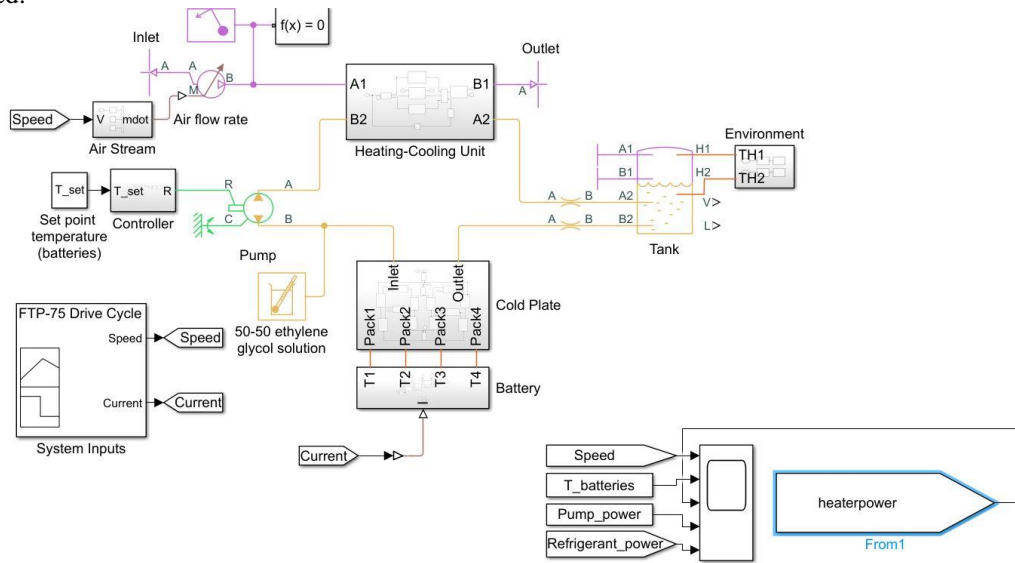 ed.
f(x) = 0
Inlet
A
A
B
M
Speed
V
mdot
Air flow rate
Air Stream
A1
B1
B2
A2
Heating-Cooling Unit
Outlet
A
T_set
T_set
R
Set point
temperature
(batteries)
Controller
R
C
A
B
Pump
50-50 ethylene
glycol solution
A
B
A
B
A1
B1
A2
B2
H1
H2
V
L
Tank
Environment
TH1
TH2
Inlet
Outlet
Pack1
Pack2
Pack3
Pack4
Cold Plate
T1
T2
T3
T4
I
Battery
Current
FTP-75 Drive Cycle
Speed
Speed
Current
Current
System Inputs
Speed
T_batteries
Pump_power
Refrigerant_power
heaterpower
From1